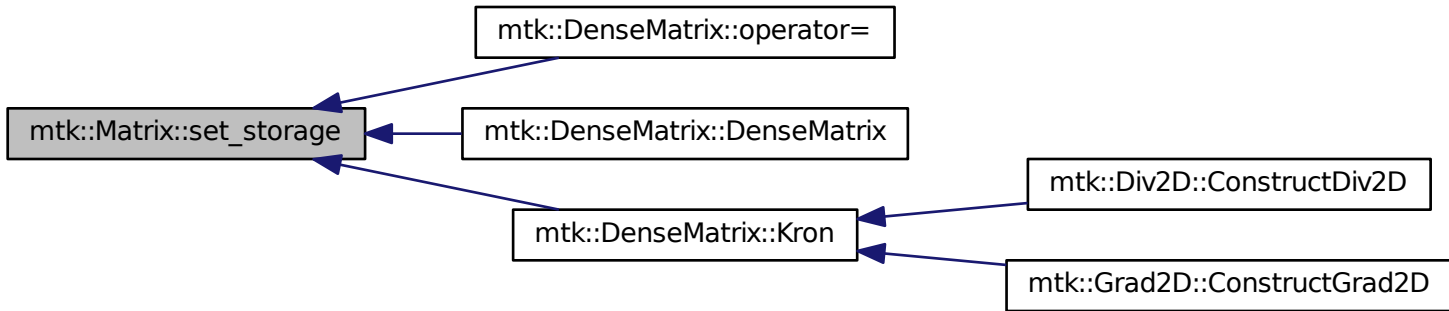 mtk::DenseMatrix::operator=
mtk::Matrix::set_storage
mtk::DenseMatrix::DenseMatrix
mtk::Div2D::ConstructDiv2D
mtk::DenseMatrix::Kron
mtk::Grad2D::ConstructGrad2D